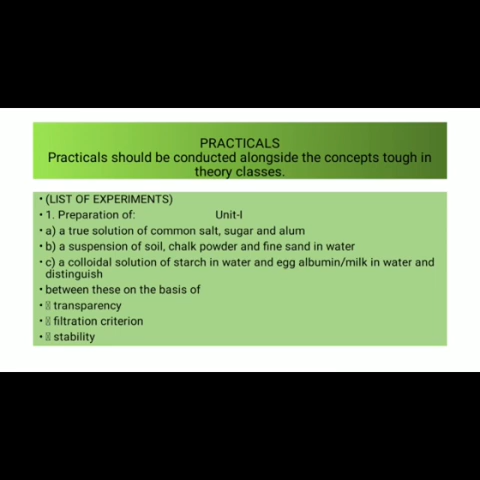 PRACTICALS
Practicals should be conducted alongside the concepts tough in
theory classes.
• (LIST OF EXPERIMENTS)
• 1. Preparation of: Unit-I
• a) a true solution of common salt, sugar and alum
• b) a suspension of soil, chalk powder and fine sand in water
• c) a colloidal solution of starch in water and egg albumin/milk in water and
distinguish
• between these on the basis of
• transparency
• filtration criterion
• stability